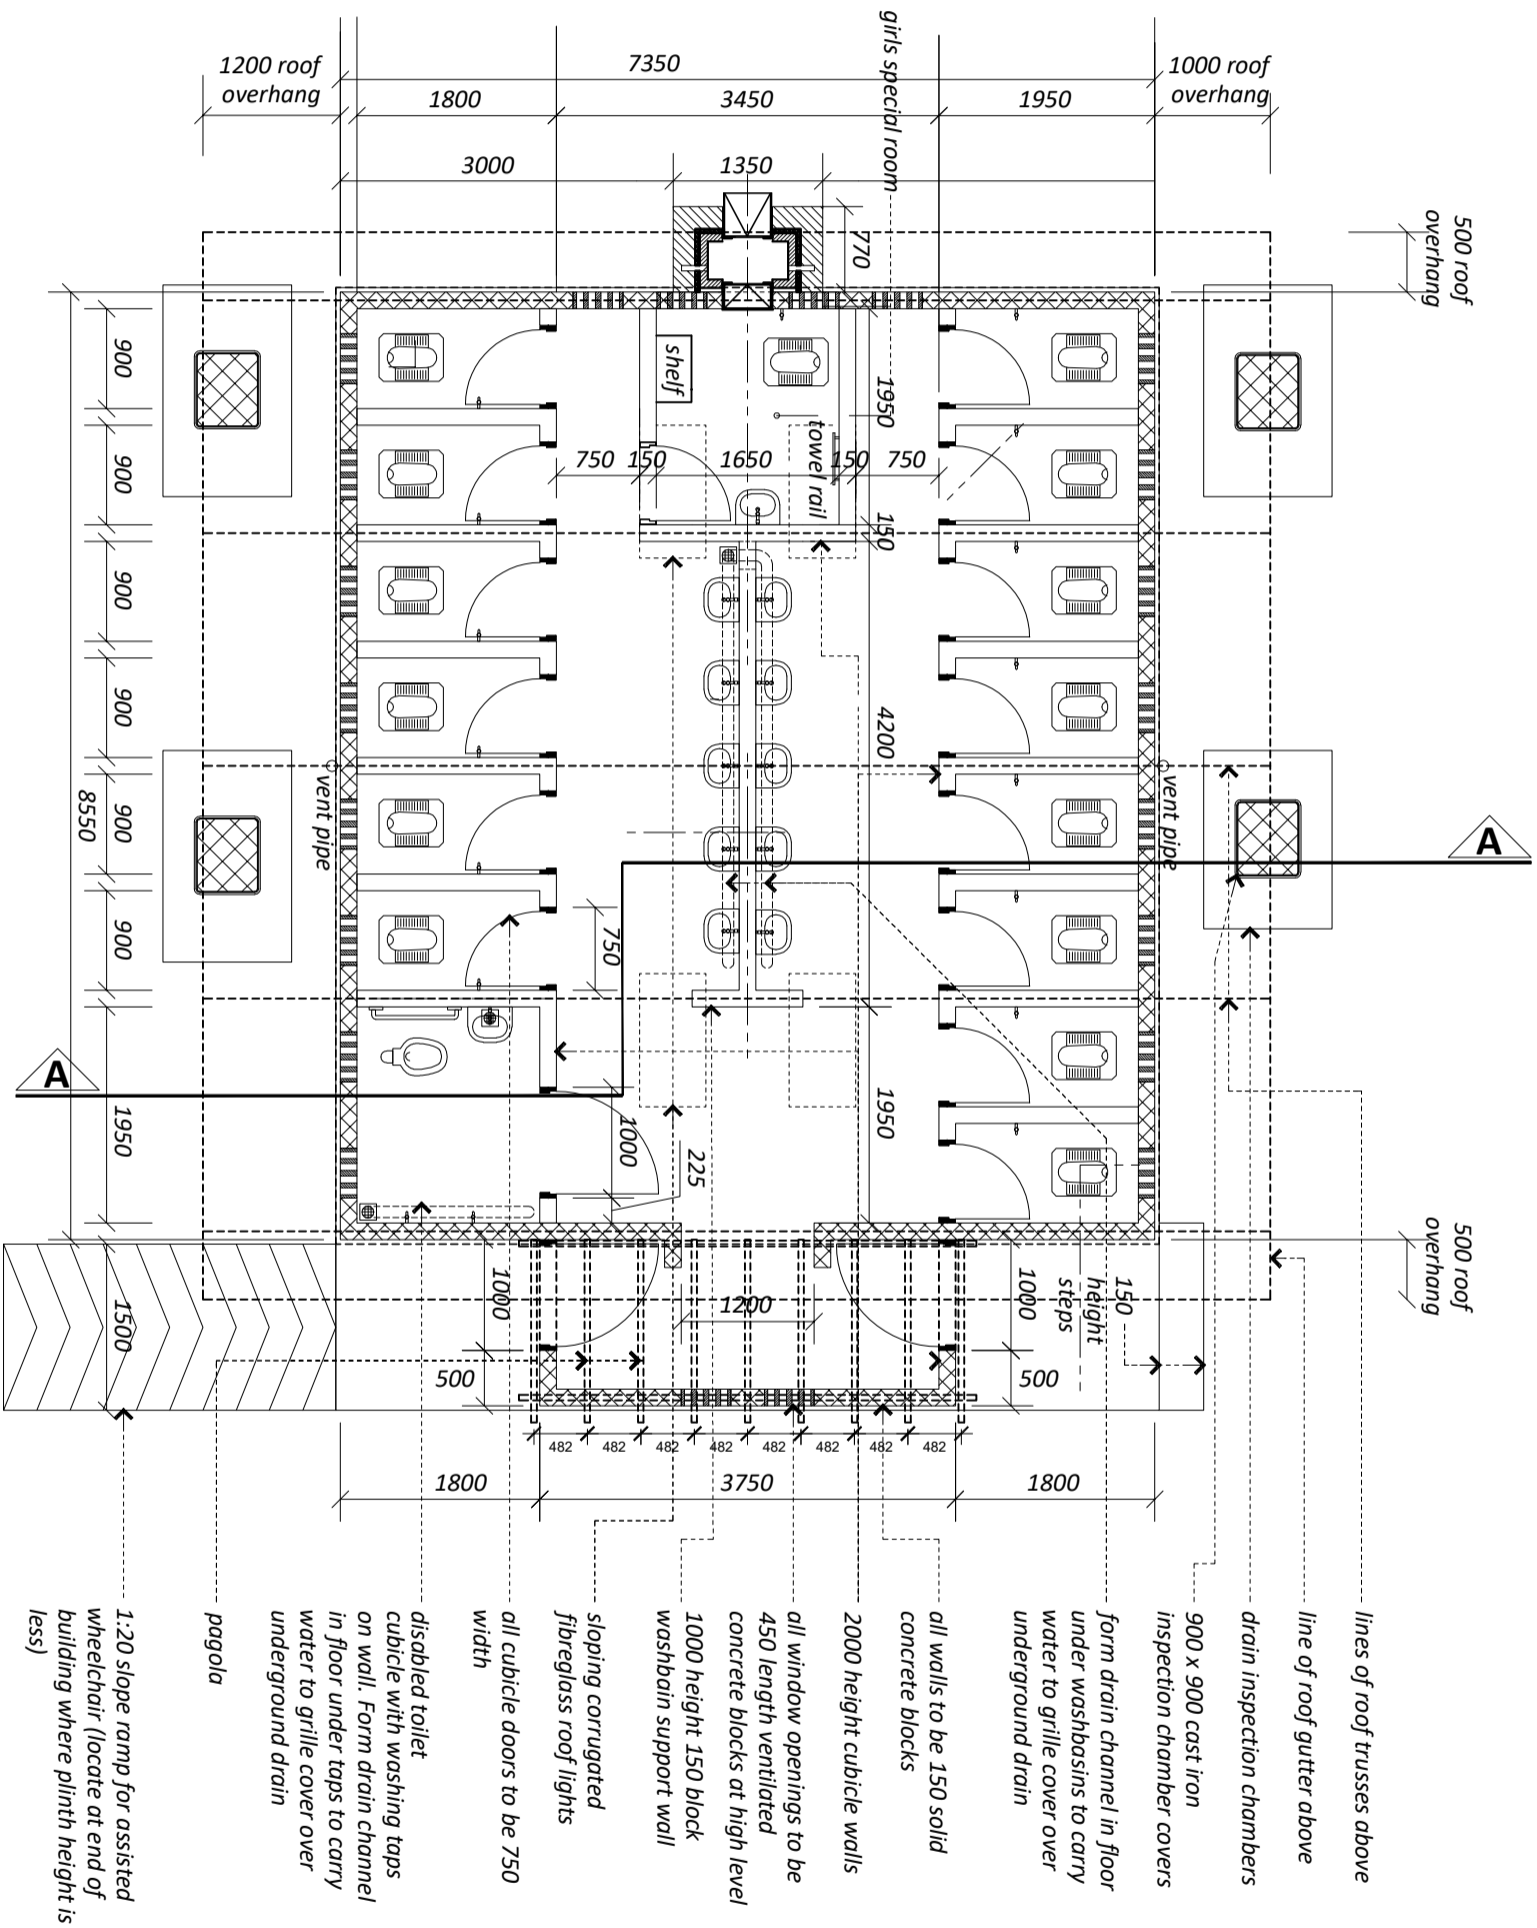 girls special room
1200 roof
overhang
7350
1000 roof
overhang
1800
3450
1950
3000
1350
500 roof
overhang
770
shelf
1950
towel rail
750
150
1650
150
750
150
900
900
900
900
900
900
8550
4200
vent pipe
vent pipe
A
A
750
1950
1950
1000
225
500 roof
overhang
1500
1000
500
1200
1000
500
150
height
steps
482
482
482
482
482
482
482
482
1800
3750
1800
lines of roof trusses above
line of roof gutter above
drain inspection chambers
900 x 900 cast iron
inspection chamber covers
form drain channel in floor
under washbasins to carry
water to grille cover over
underground drain
all walls to be 150 solid
concrete blocks
2000 height cubicle walls
all window openings to be
450 length ventilated
concrete blocks at high level
1000 height 150 block
washbain support wall
sloping corrugated
fibreglass roof lights
all cubicle doors to be 750
width
disabled toilet
cubicle with washing taps
on wall. Form drain channel
in floor under taps to carry
water to grille cover over
underground drain
pagola
1:20 slope ramp for assisted
wheelchair (locate at end of
building where plinth height is
less)